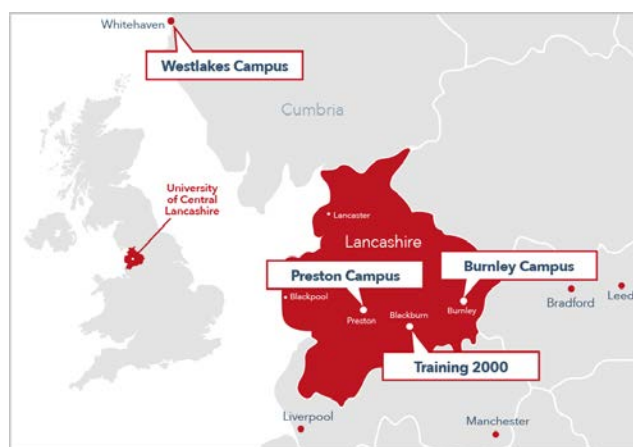 Whitehaven
Westlakes Campus
Cumbria
University
of Central
Lancashire
Lancaster
Lancashire
Preston Campus
Burnley Campus
Blackpool
Preston
Blackburn
Burnley
Bradford
Leed
Training 2000
Liverpool
Manchester